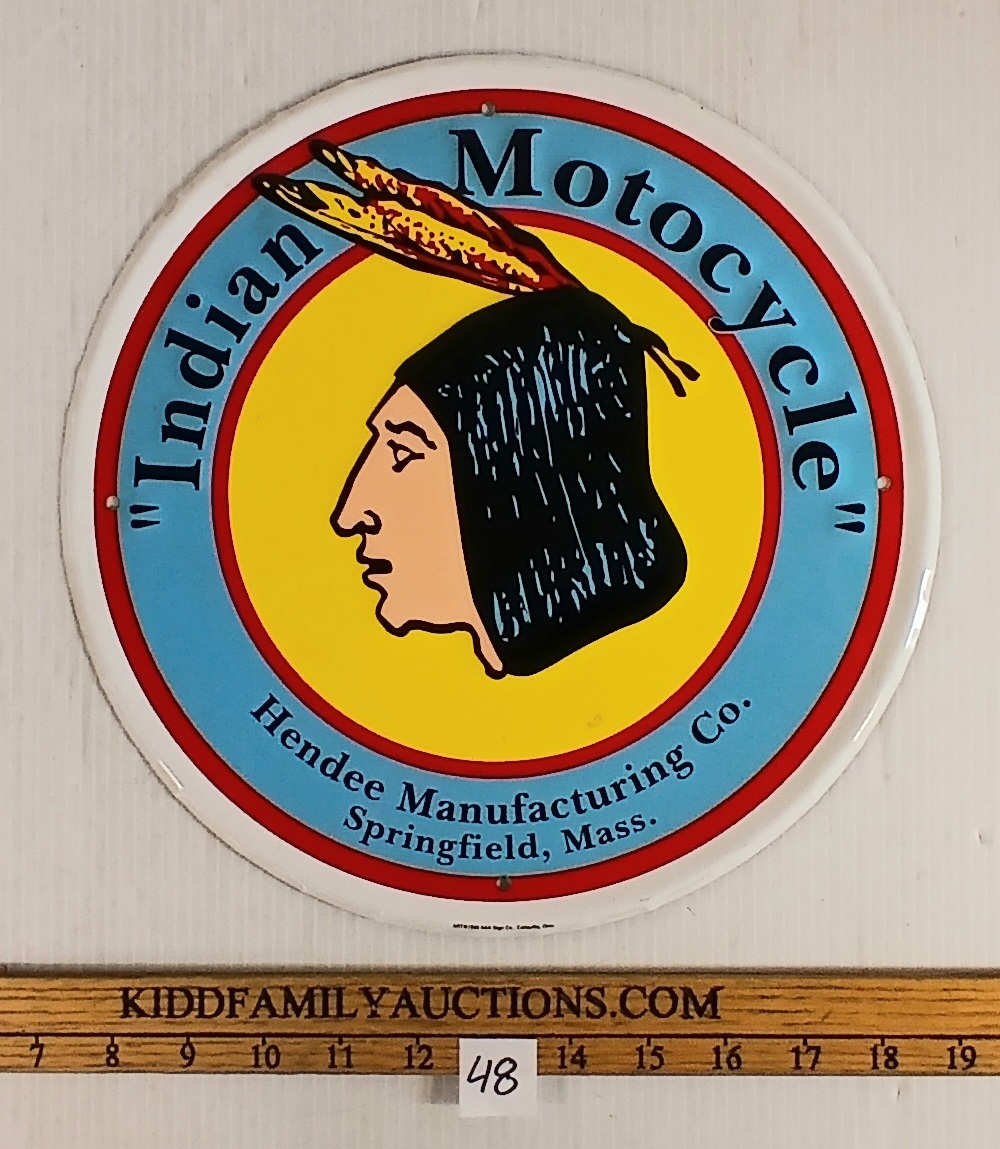 "Indian Motocycle"
Hendee Manufacturing Co.
Springfield, Mass.
KIDDFAMILYAUCTIONS.COM
7 8 9 10 11 12 14 15 16 17 18 19
48